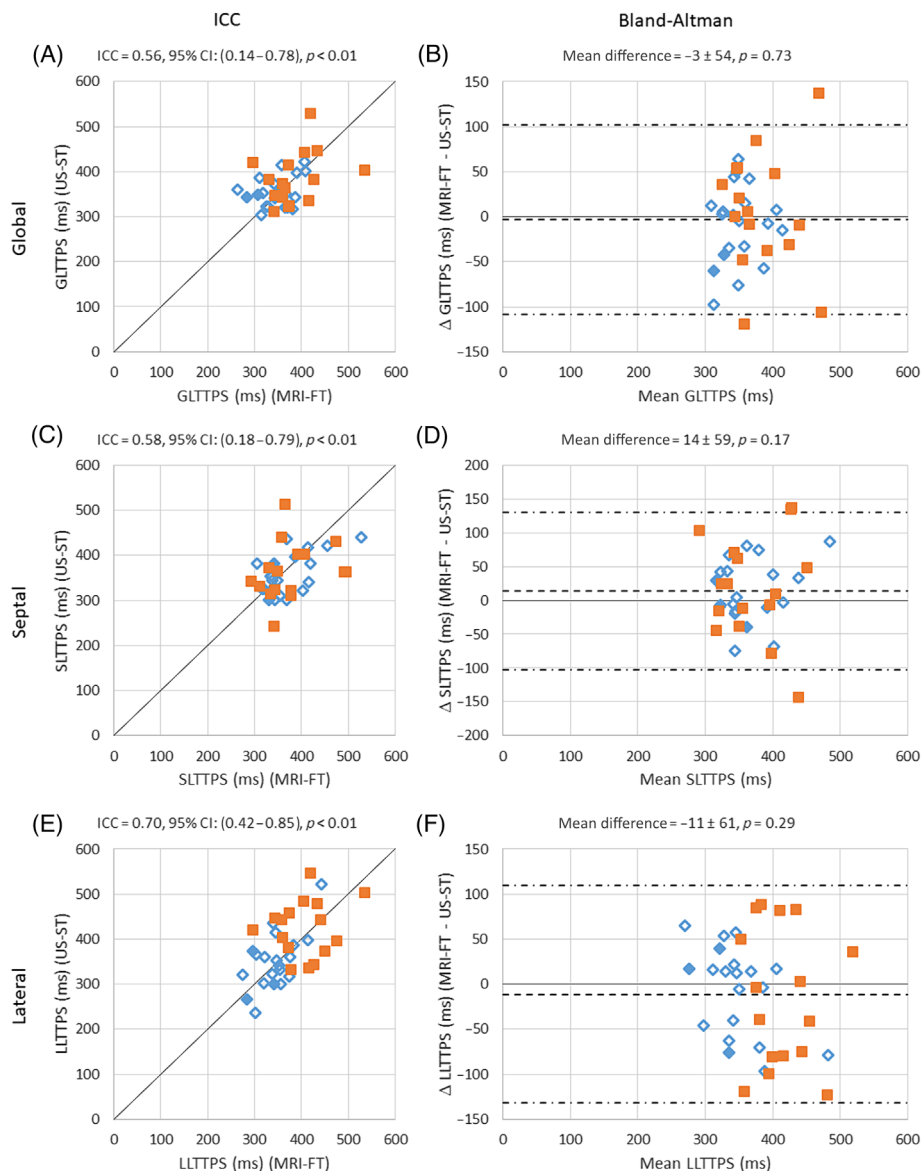 ICC
Bland-Altman
(A)
ICC = 0.56, 95% CI: (0.14–0.78), p < 0.01
(B)
Mean difference = –3 ± 54, p = 0.73
Global
GLTTPS (ms) (US-ST)
600
500
400
300
200
100
0
0 100 200 300 400 500 600
GLTTPS (ms) (MRI-FT)
Δ GLTTPS (ms) (MRI-FT - US-ST)
150
100
50
0
−50
−100
−150
0 100 200 300 400 500 600
Mean GLTTPS (ms)
(C)
ICC = 0.58, 95% CI: (0.18–0.79), p < 0.01
(D)
Mean difference = 14 ± 59, p = 0.17
Septal
SLTTPS (ms) (US-ST)
600
500
400
300
200
100
0
0 100 200 300 400 500 600
SLTTPS (ms) (MRI-FT)
Δ SLTTPS (ms) (MRI-FT - US-ST)
200
150
100
50
0
−50
−100
−150
−200
0 100 200 300 400 500 600
Mean SLTTPS (ms)
(E)
ICC = 0.70, 95% CI: (0.42–0.85), p < 0.01
(F)
Mean difference = –11 ± 61, p = 0.29
Lateral
LLTTPS (ms) (US-ST)
600
500
400
300
200
100
0
0 100 200 300 400 500 600
LLTTPS (ms) (MRI-FT)
Δ LLTTPS (ms) (MRI-FT - US-ST)
150
100
50
0
−50
−100
−150
0 100 200 300 400 500 600
Mean LLTTPS (ms)